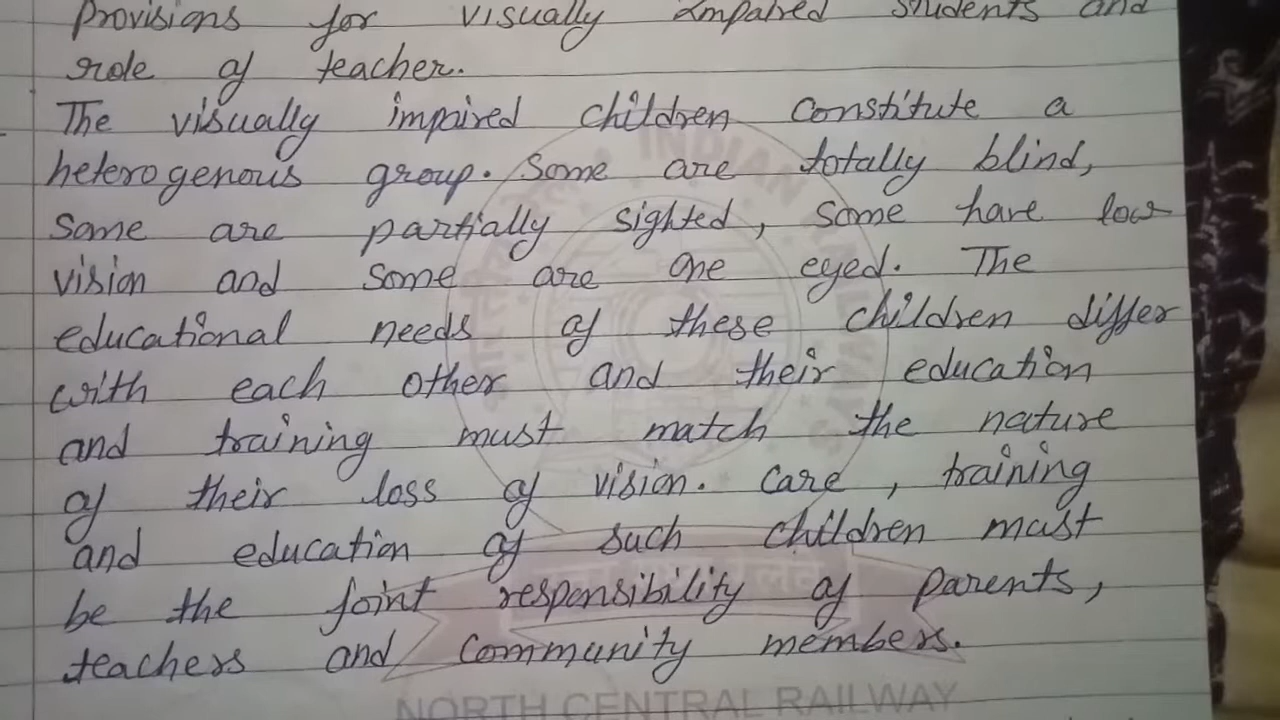 Provisions for visually Impaired students and
role of teacher.
The visually impaired children constitute a
heterogenous group. Some are totally blind,
some are partially sighted, some have low
vision and some are one eyed. The
educational needs of these children differ
with each other and their education
and training must match the nature
of their loss of vision. Care, training
and education of such children must
be the joint responsibility of parents,
teachers and community members.
INDIAN RAILWAYS
NORTH CENTRAL RAILWAY